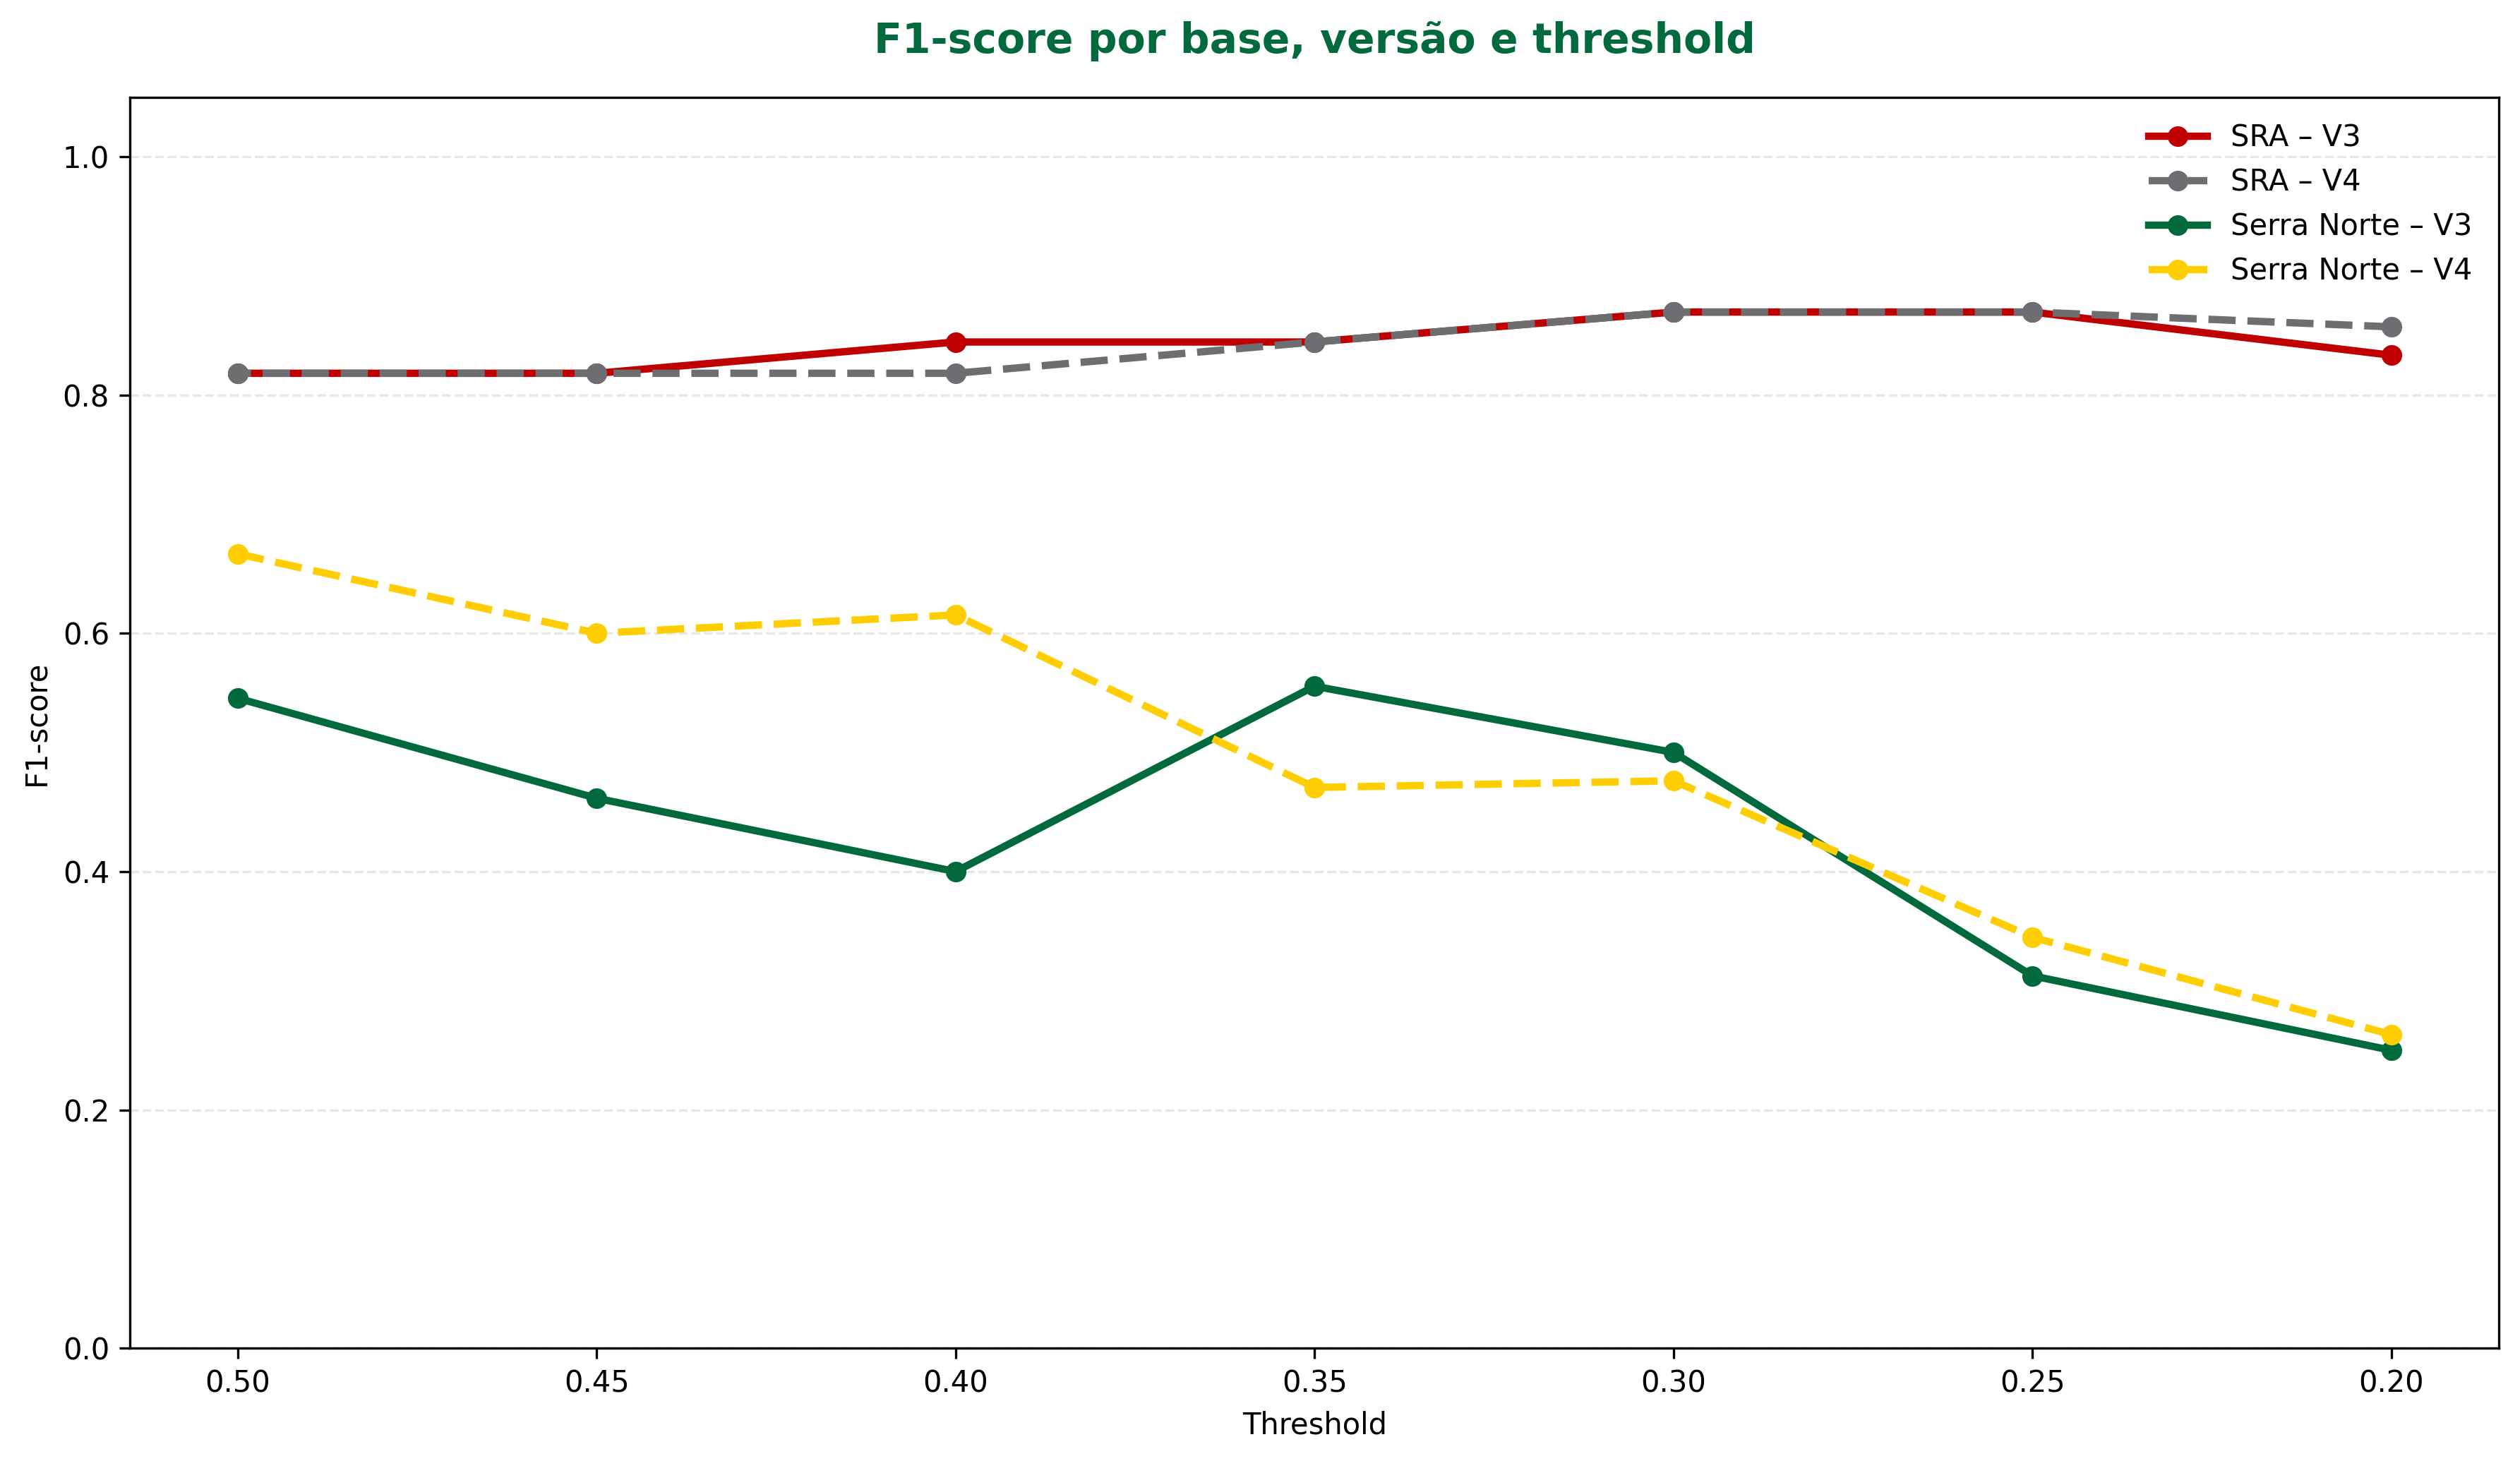 F1-score por base, versão e threshold
SRA – V3
SRA – V4
Serra Norte – V3
Serra Norte – V4
1.0
0.8
0.6
0.4
0.2
0.0
F1-score
0.50 0.45 0.40 0.35 0.30 0.25 0.20
Threshold